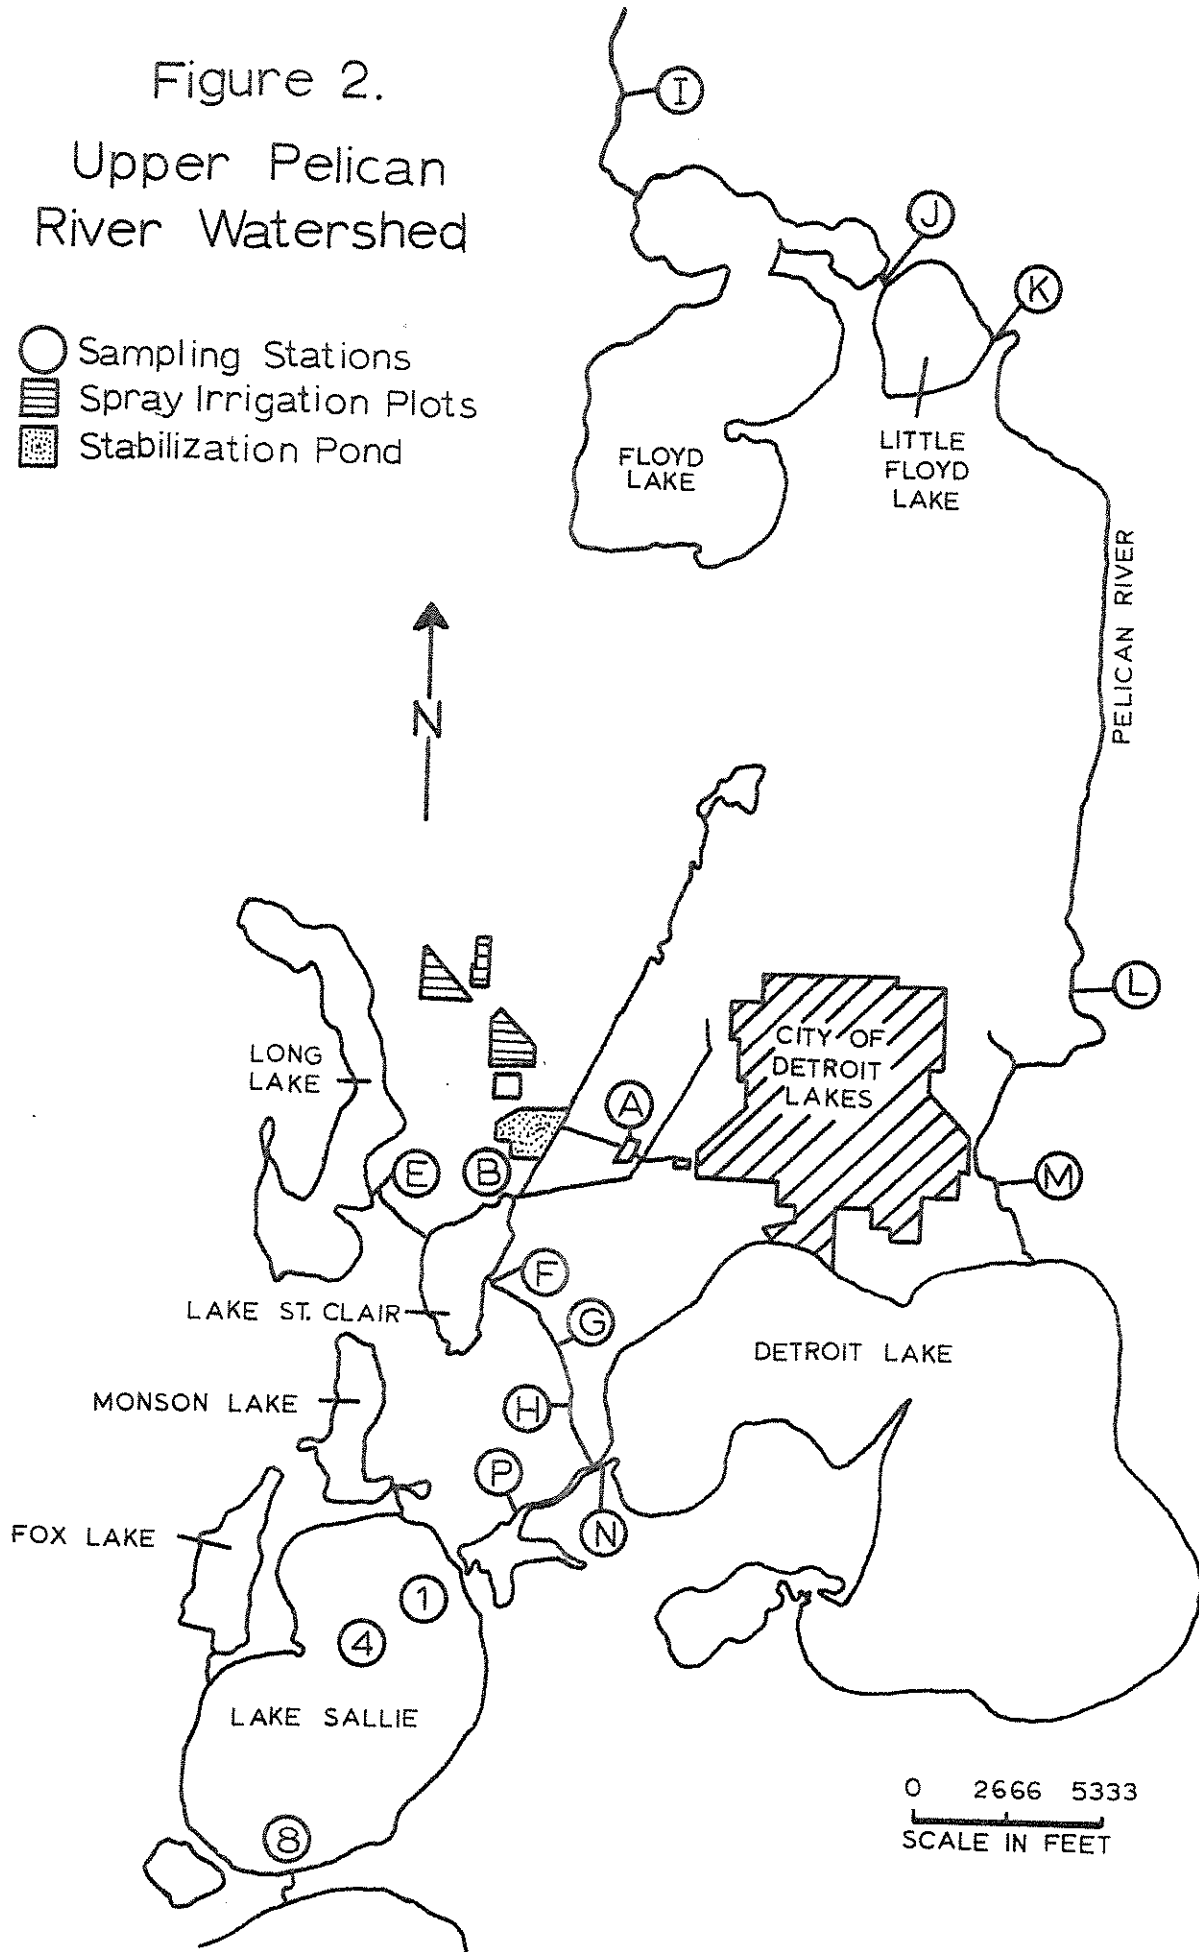 Figure 2.
Upper Pelican
River Watershed
Sampling Stations
Spray Irrigation Plots
Stabilization Pond
I
J
K
FLOYD
LAKE
LITTLE
FLOYD
LAKE
PELICAN RIVER
N
L
CITY OF
DETROIT
LAKES
LONG
LAKE
A
E
B
M
F
LAKE ST. CLAIR
G
DETROIT LAKE
MONSON LAKE
H
P
FOX LAKE
N
1
4
LAKE SALLIE
8
0 2666 5333
SCALE IN FEET